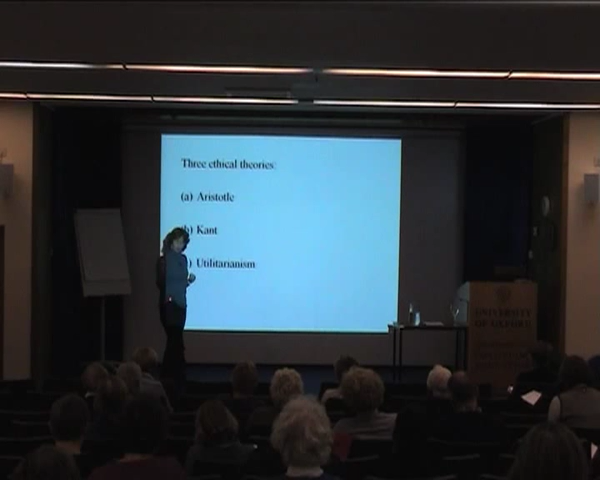 Three ethical theories:
(a) Aristotle
b) Kant
) Utilitarianism
UNIVERSITY
OF OXFORD